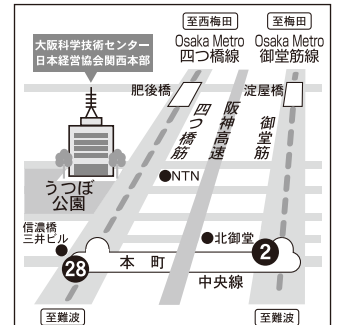 至西梅田
至梅田
大阪科学技術センター
日本経営協会関西本部
Osaka Metro
四つ橋線
Osaka Metro
御堂筋線
肥後橋
淀屋橋
四つ橋筋
阪神高速
御堂筋
NTN
うつぼ
公園
信濃橋
三井ビル
北御堂
2
28
本町
中央線
至難波
至難波